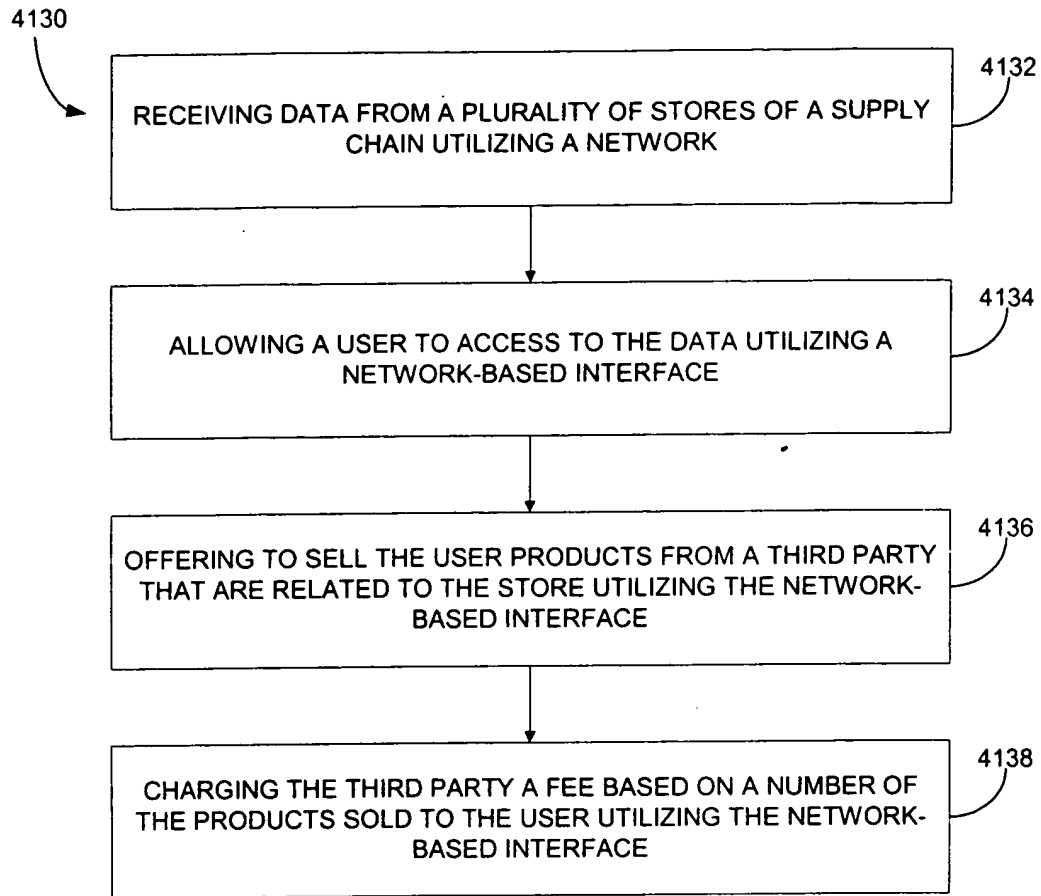 4130
4132
RECEIVING DATA FROM A PLURALITY OF STORES OF A SUPPLY
CHAIN UTILIZING A NETWORK
4134
ALLOWING A USER TO ACCESS TO THE DATA UTILIZING A
NETWORK-BASED INTERFACE
4136
OFFERING TO SELL THE USER PRODUCTS FROM A THIRD PARTY
THAT ARE RELATED TO THE STORE UTILIZING THE NETWORK-
BASED INTERFACE
4138
CHARGING THE THIRD PARTY A FEE BASED ON A NUMBER OF
THE PRODUCTS SOLD TO THE USER UTILIZING THE NETWORK-
BASED INTERFACE